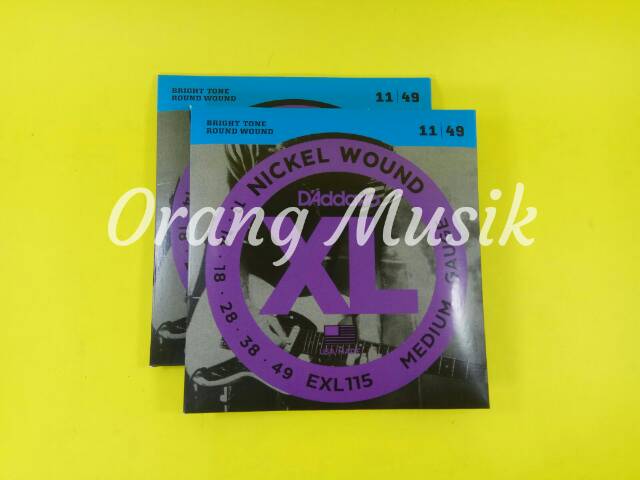 BRIGHT TONE
ROUND WOUND
11 | 49
BRIGHT TONE
ROUND WOUND
11 | 49
NICKEL WOUND
D'Addario
XL
Orang Musik
18 · 28 · 38 · 49
EXL115
MEDIUM GAUGE